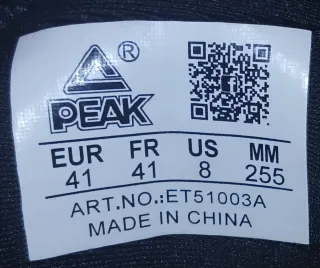 ®
PEAK
EUR FR US MM
41 41 8 255
ART.NO.:ET51003A
MADE IN CHINA